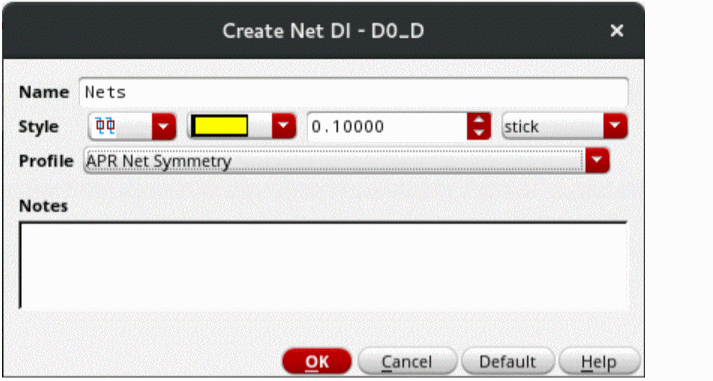 Create Net DI - D0_D ×
Name Nets
Style 0.10000 stick
Profile APR Net Symmetry
Notes
OK Cancel Default Help